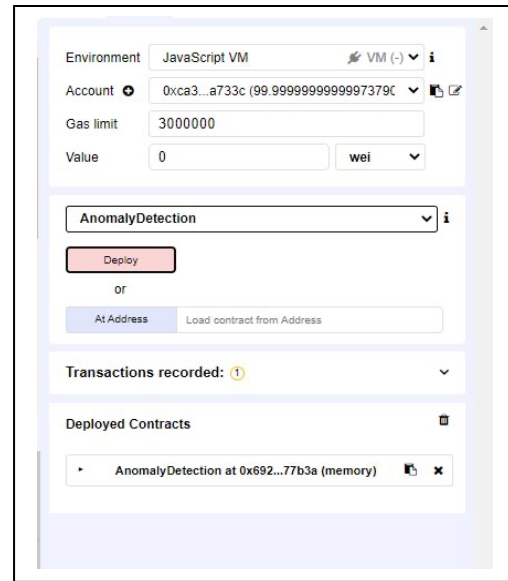 Environment JavaScript VM VM (-) i
Account 0xca3...a733c (99.9999999999973790
Gas limit 3000000
Value 0 wei
AnomalyDetection i
Deploy
or
At Address Load contract from Address
Transactions recorded: 1
Deployed Contracts
AnomalyDetection at 0x692...77b3a (memory)